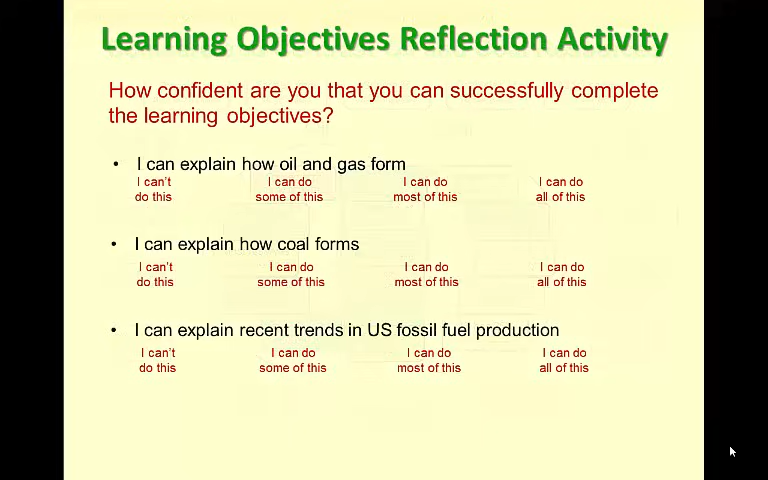 Learning Objectives Reflection Activity
How confident are you that you can successfully complete
the learning objectives?
• I can explain how oil and gas form
I can't I can do I can do I can do
do this some of this most of this all of this
• I can explain how coal forms
I can't I can do I can do I can do
do this some of this most of this all of this
• I can explain recent trends in US fossil fuel production
I can't I can do I can do I can do
do this some of this most of this all of this